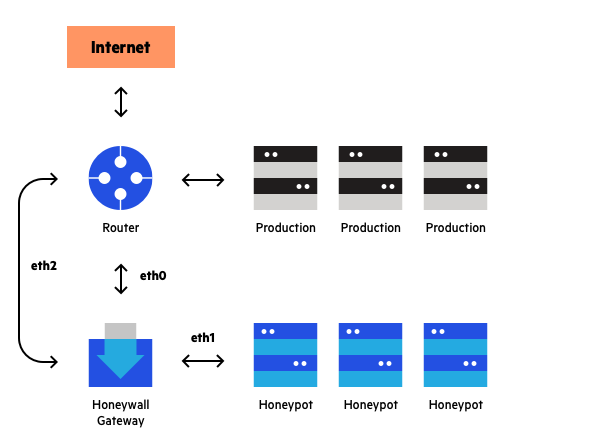 Internet
Router
Production
Production
Production
eth2
eth0
eth1
Honeywall
Gateway
Honeypot
Honeypot
Honeypot